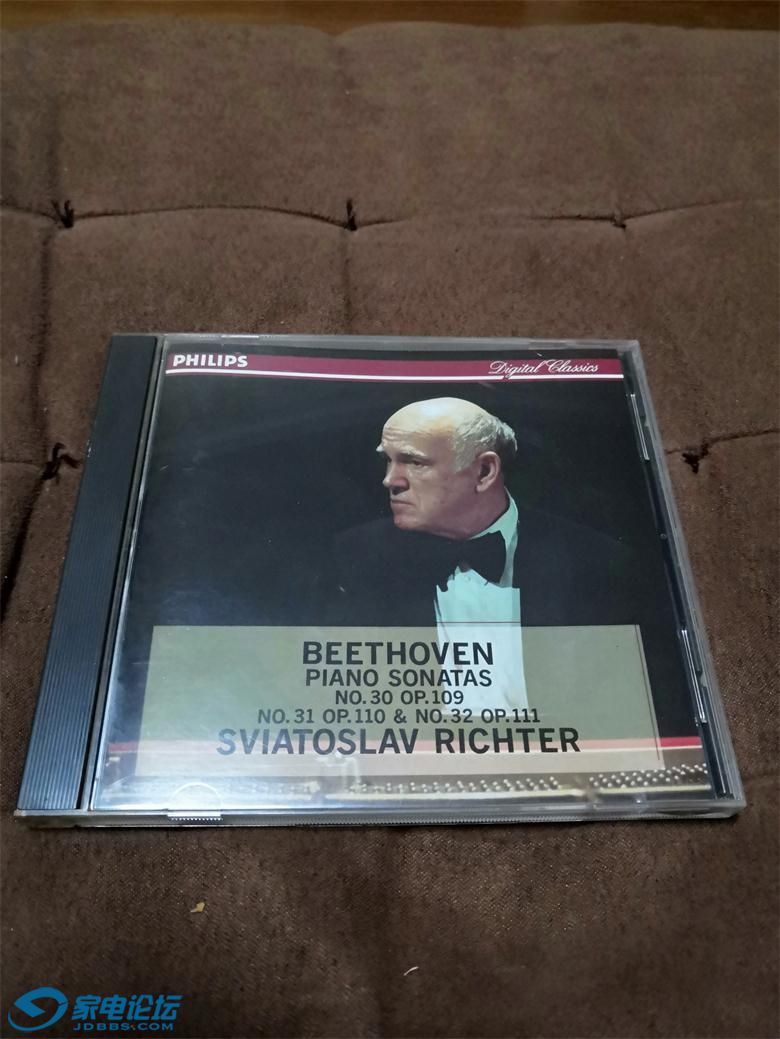 PHILIPS
Digital Classics
BEETHOVEN
PIANO SONATAS
NO.30 OP.109
NO.31 OP.110 & NO.32 OP.111
SVIATOSLAV RICHTER
家电论坛
JDBBS.COM